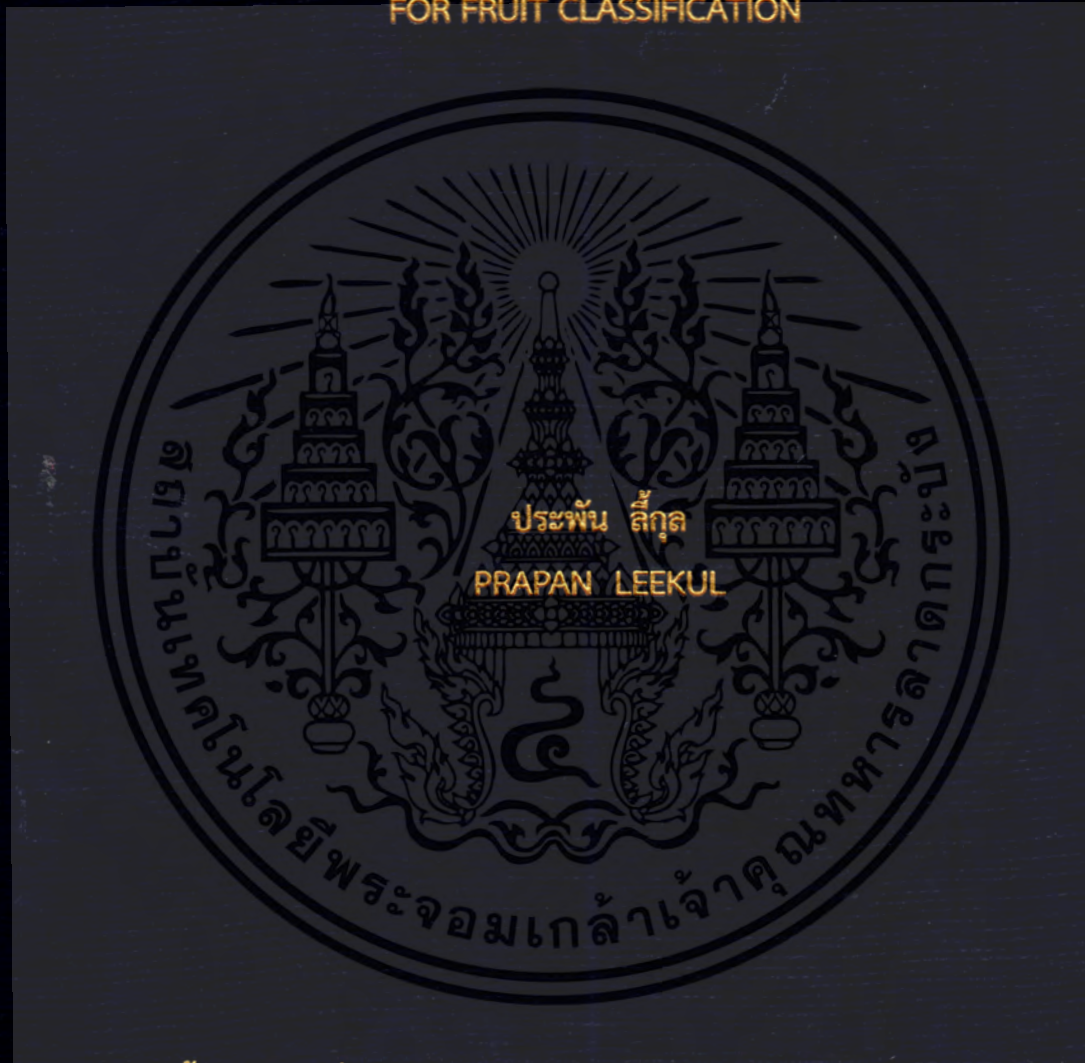 FOR FRUIT CLASSIFICATION
ประพัน ลี้กุล
PRAPAN LEEKUL
สถาบันเทคโนโลยีพระจอมเกล้าเจ้าคุณทหารลาดกระบัง